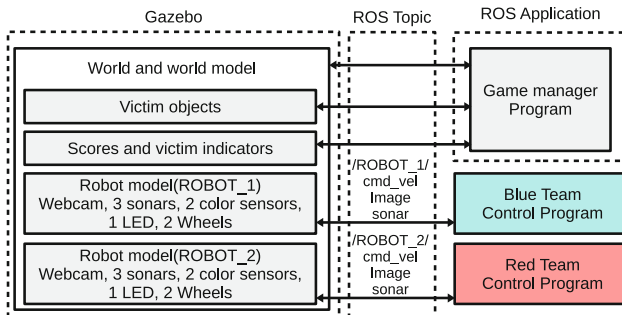 Gazebo
ROS Topic
ROS Application
World and world model
Victim objects
Scores and victim indicators
Game manager
Program
Robot model(ROBOT_1)
Webcam, 3 sonars, 2 color sensors,
1 LED, 2 Wheels
/ROBOT_1/
cmd_vel
Image
sonar
Blue Team
Control Program
Robot model(ROBOT_2)
Webcam, 3 sonars, 2 color sensors,
1 LED, 2 Wheels
/ROBOT_2/
cmd_vel
Image
sonar
Red Team
Control Program